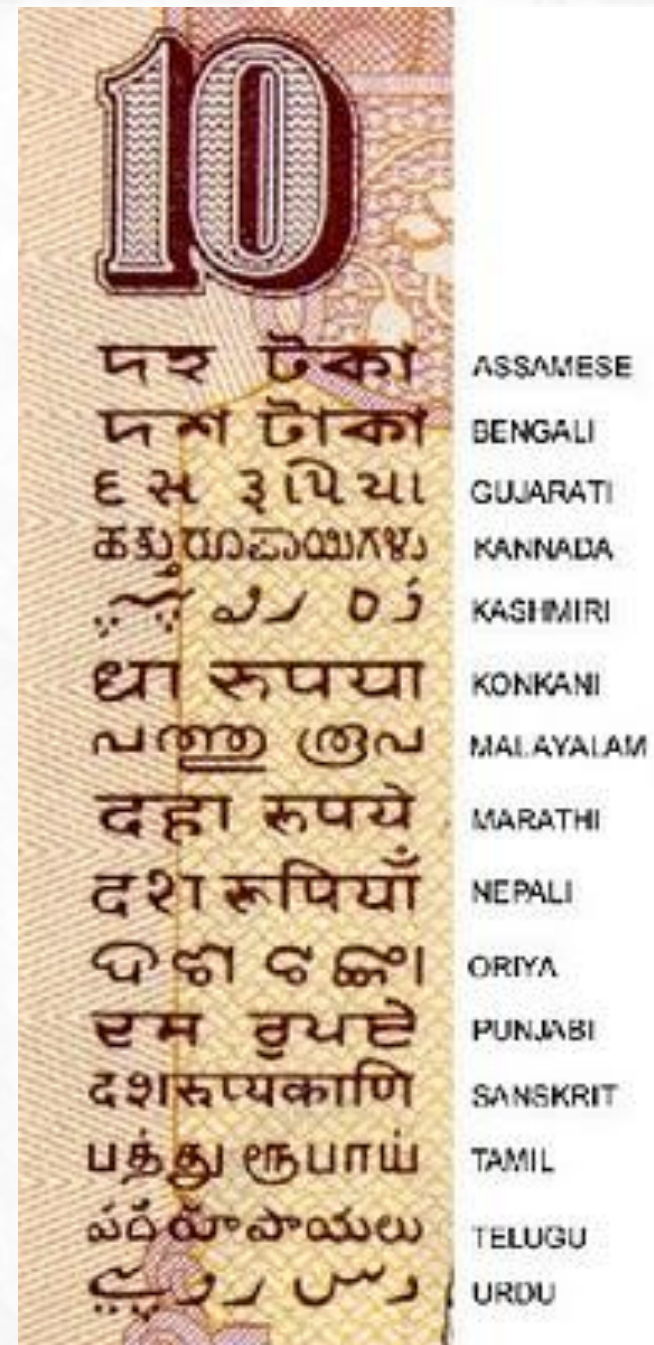 10
দহ টকা ASSAMESE
দশ টাকা BENGALI
દસ રૂપિયા GUJARATI
ಹತ್ತು ರೂಪಾಯಿಗಳು KANNADA
KASHMIRI
धा रुपया KONKANI
പത്തു രൂപ MALAYALAM
दहा रुपये MARATHI
दश रूपियाँ NEPALI
ଦଶ ଟଙ୍କା ORIYA
ਦਸ ਰੁਪਏ PUNJABI
दशरूप्यकाणि SANSKRIT
பத்து ரூபாய் TAMIL
పది రూపాయలు TELUGU
دس روپیے URDU